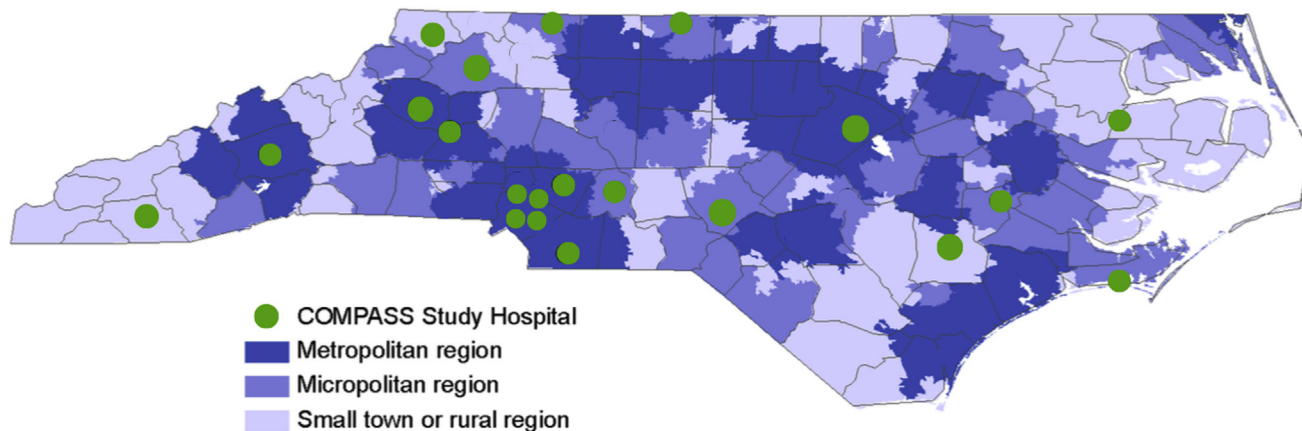 COMPASS Study Hospital
Metropolitan region
Micropolitan region
Small town or rural region